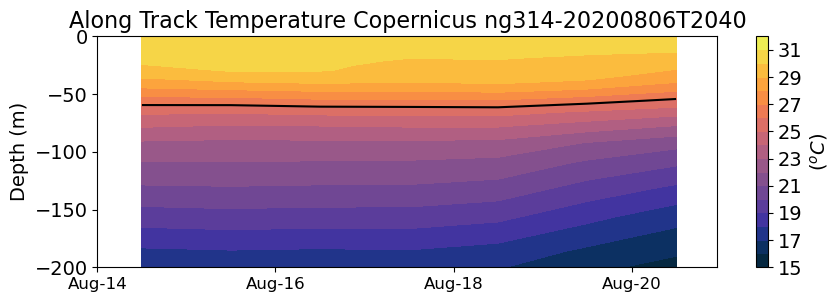 Along Track Temperature Copernicus ng314-20200806T2040
Depth (m)
0
−50
−100
−150
−200
Aug-14
Aug-16
Aug-18
Aug-20
31
29
27
25
23
21
19
17
15
(°C)